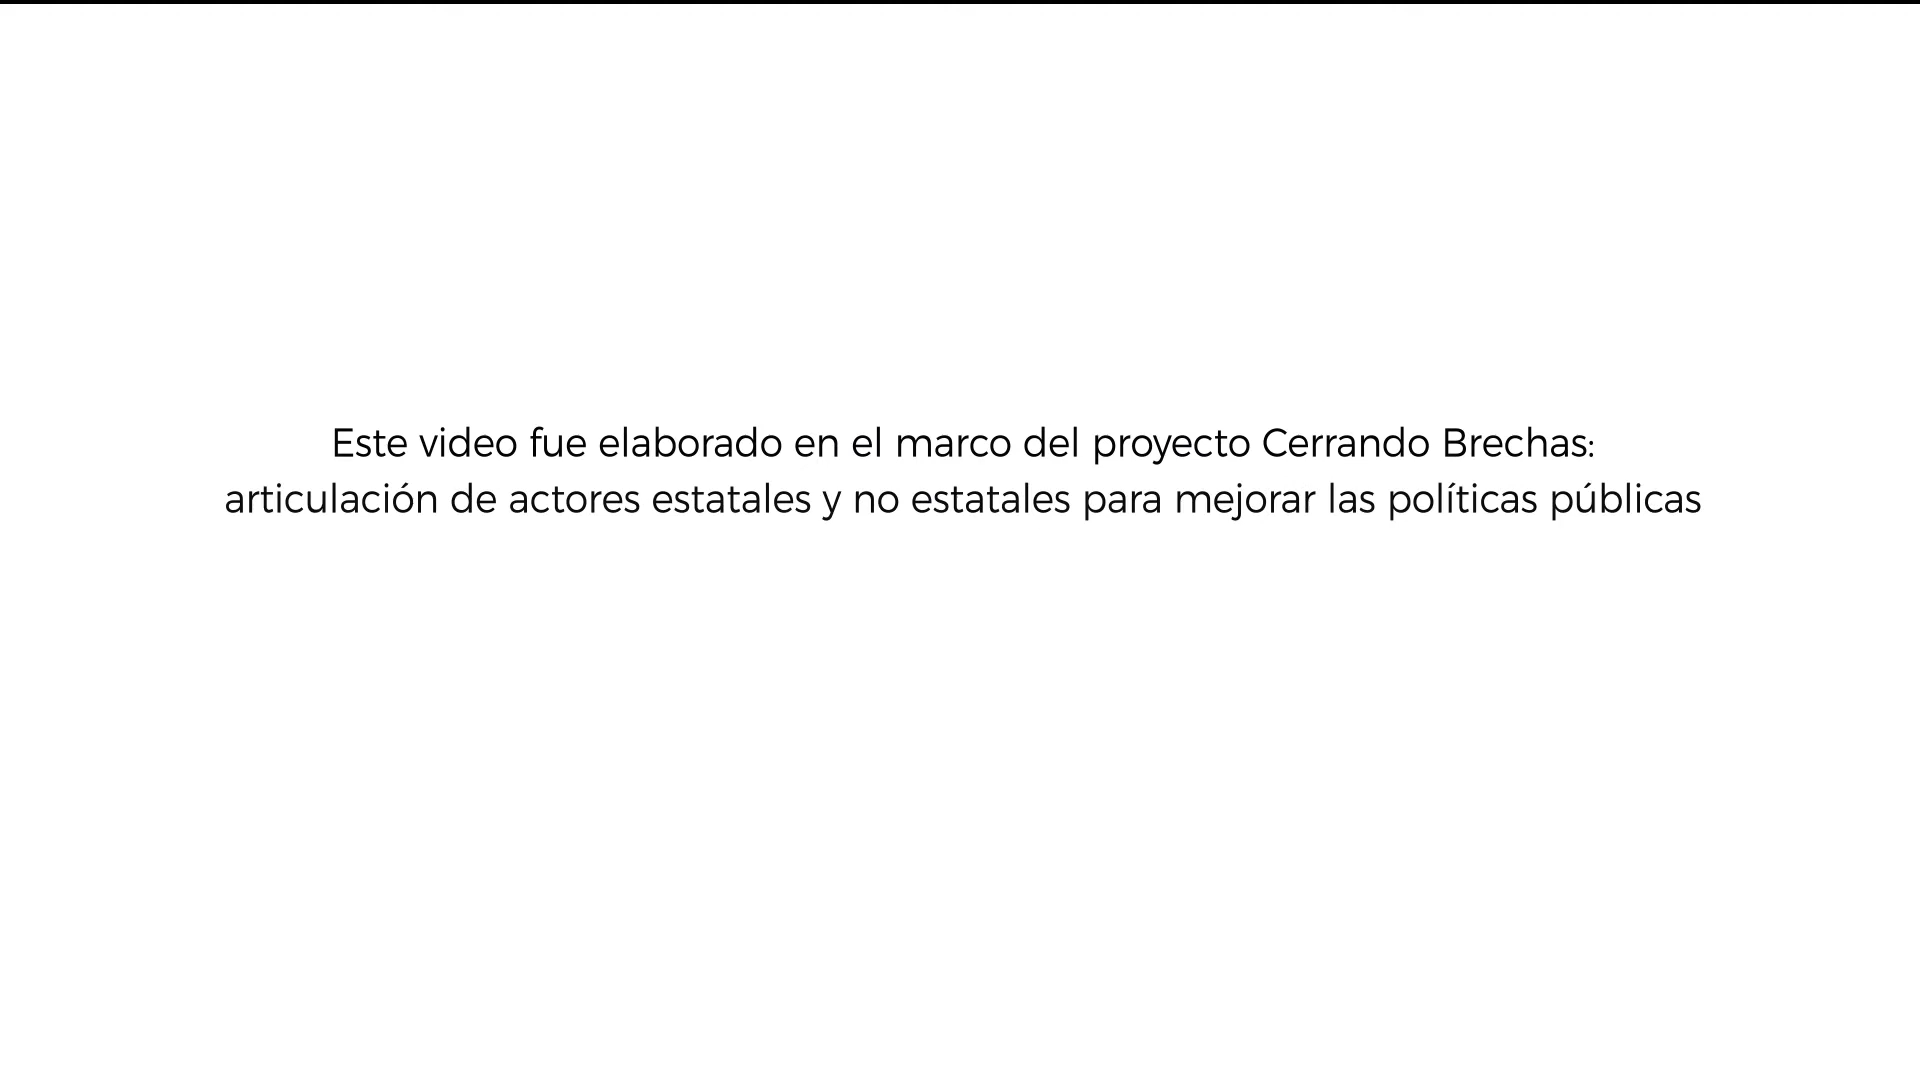 Este video fue elaborado en el marco del proyecto Cerrando Brechas:
articulación de actores estatales y no estatales para mejorar las políticas públicas